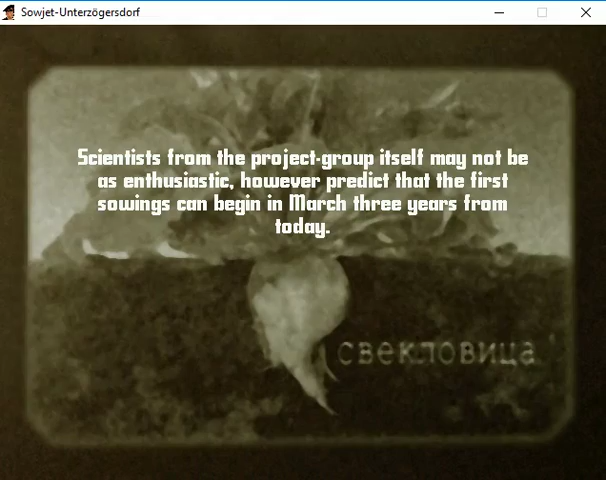 Sowjet-Unterzögersdorf
Scientists from the project-group itself may not be
as enthusiastic, however predict that the first
sowings can begin in March three years from
today.
свекловица